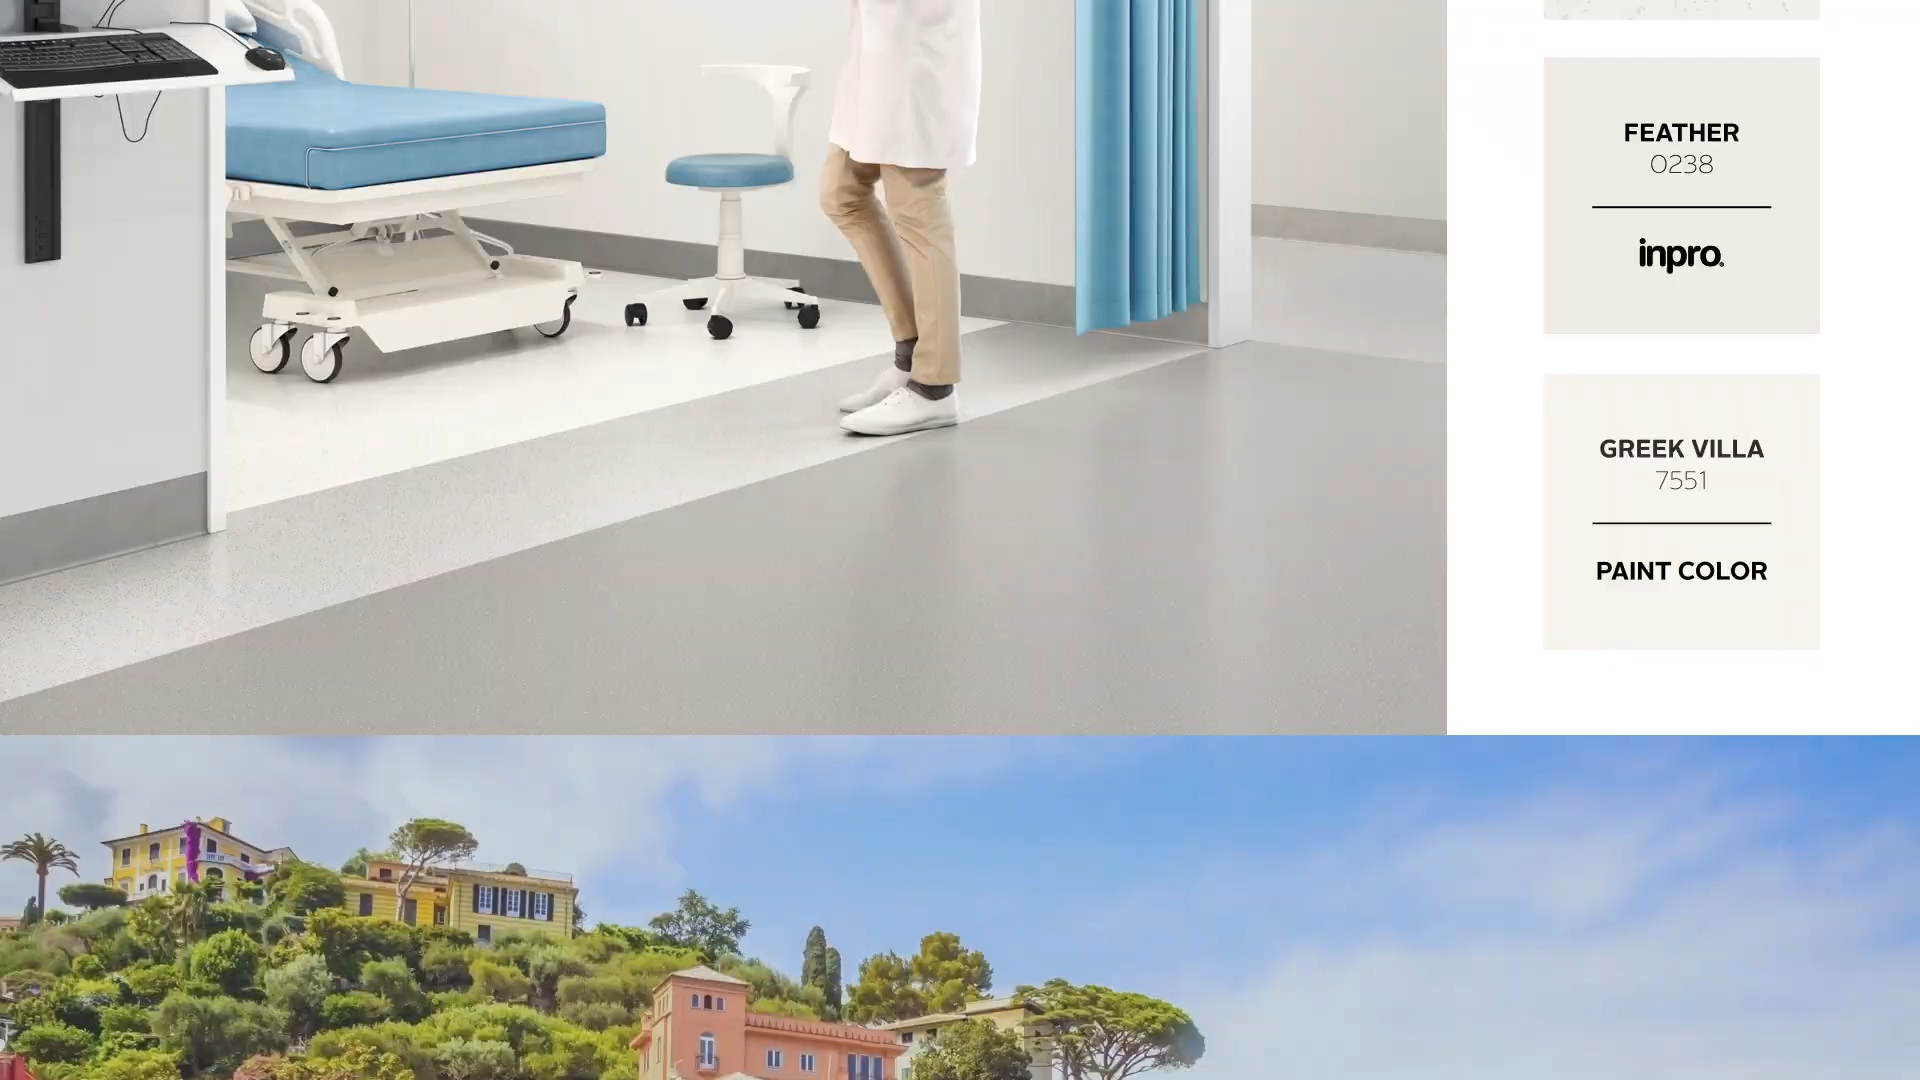 FEATHER
0238
inpro.
GREEK VILLA
7551
PAINT COLOR